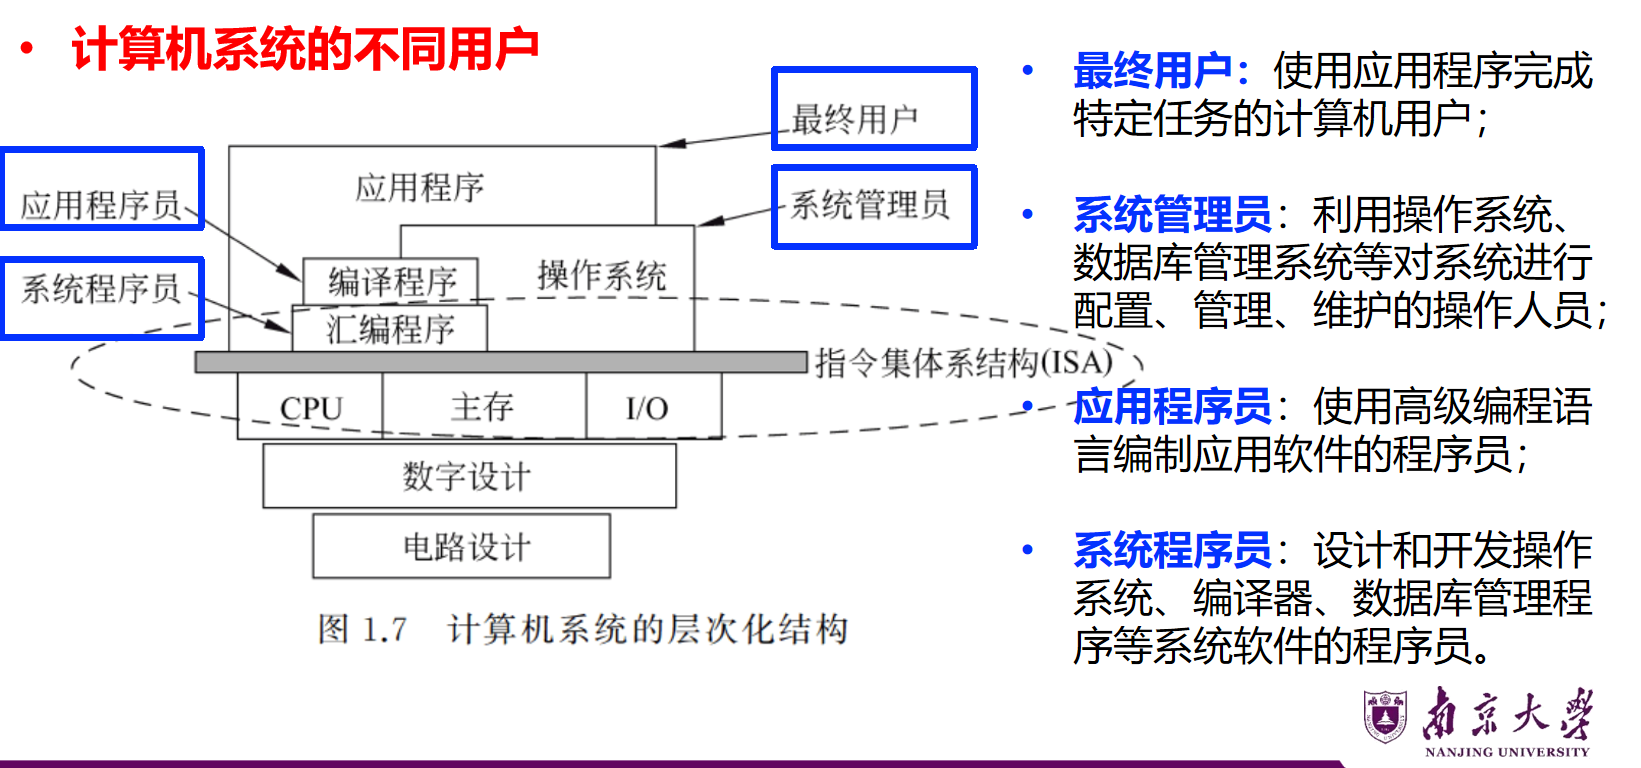 • 计算机系统的不同用户
最终用户
应用程序
应用程序员
系统管理员
编译程序
操作系统
系统程序员
汇编程序
指令集体系结构(ISA)
CPU
主存
I/O
数字设计
电路设计
图 1.7 计算机系统的层次化结构
• 最终用户：使用应用程序完成
特定任务的计算机用户；
• 系统管理员：利用操作系统、
数据库管理系统等对系统进行
配置、管理、维护的操作人员；
• 应用程序员：使用高级编程语
言编制应用软件的程序员；
• 系统程序员：设计和开发操作
系统、编译器、数据库管理程
序等系统软件的程序员。
南京大学
NANJING UNIVERSITY